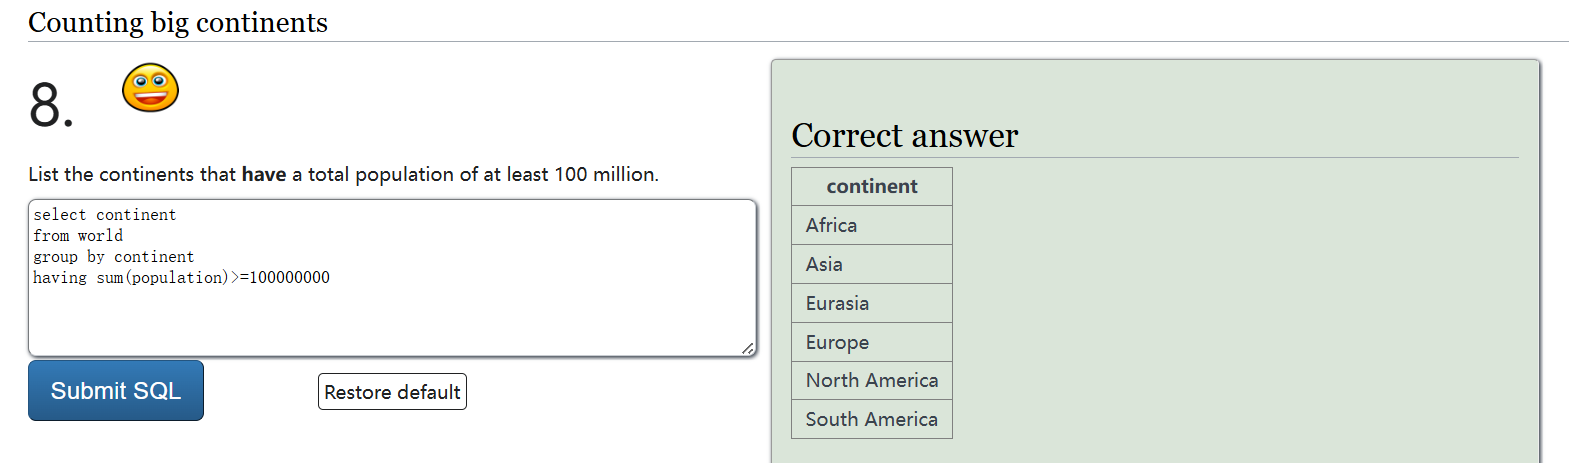 Counting big continents
8.
List the continents that have a total population of at least 100 million.
select continent
from world
group by continent
having sum(population)>=100000000
Submit SQL
Restore default
Correct answer
continent
Africa
Asia
Eurasia
Europe
North America
South America